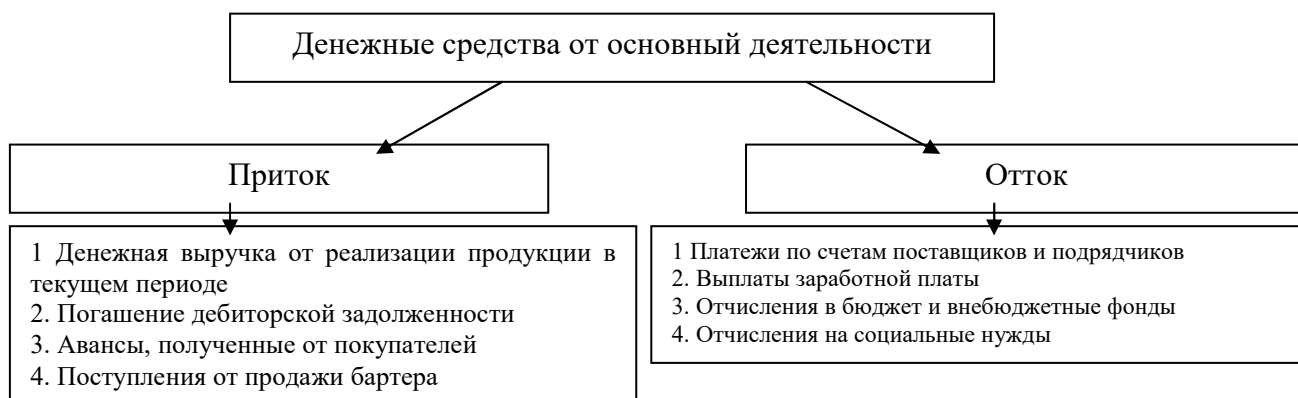 Денежные средства от основный деятельности
Приток
Отток
1 Денежная выручка от реализации продукции в
текущем периоде
2. Погашение дебиторской задолженности
3. Авансы, полученные от покупателей
4. Поступления от продажи бартера
1 Платежи по счетам поставщиков и подрядчиков
2. Выплаты заработной платы
3. Отчисления в бюджет и внебюджетные фонды
4. Отчисления на социальные нужды